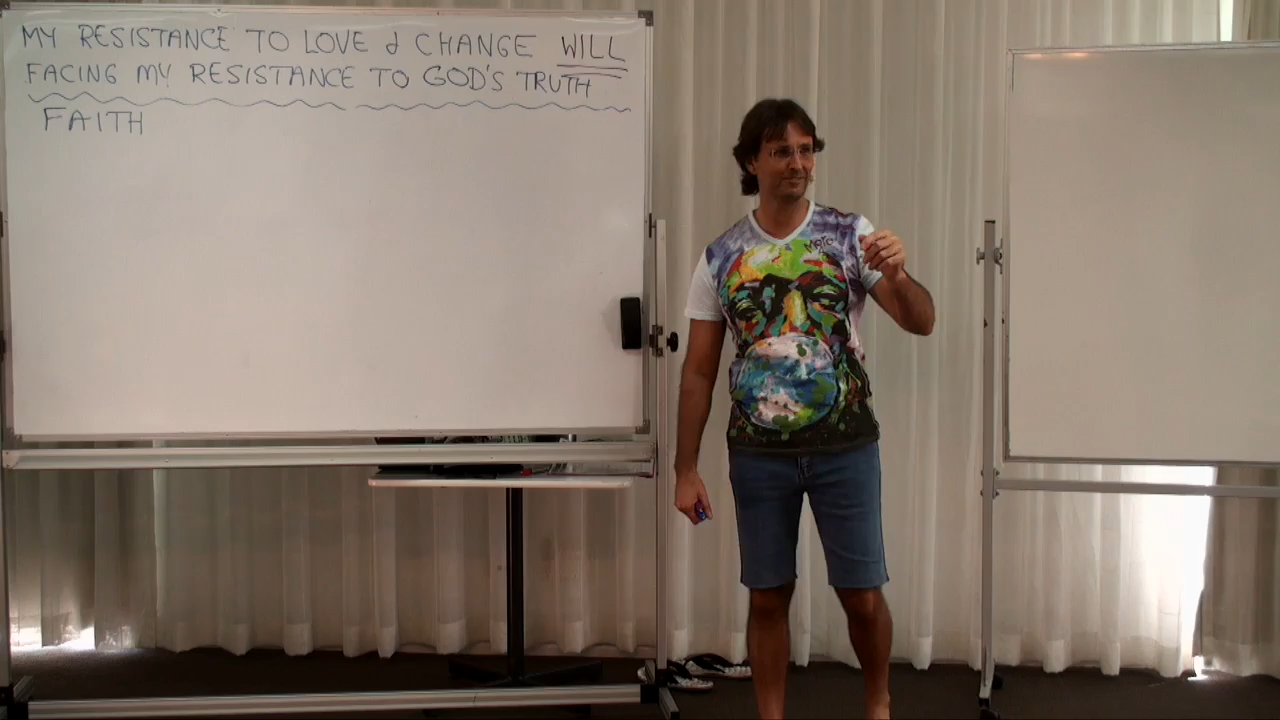 MY RESISTANCE TO LOVE & CHANGE WILL
FACING MY RESISTANCE TO GOD'S TRUTH
FAITH